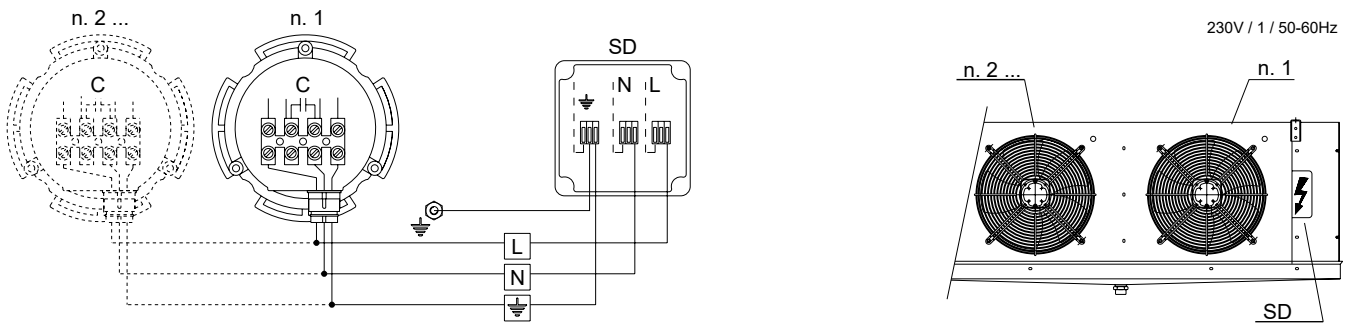 n. 2 ...
n. 1
SD
C
C
N L
L
N
230V / 1 / 50-60Hz
n. 2 ...
n. 1
SD